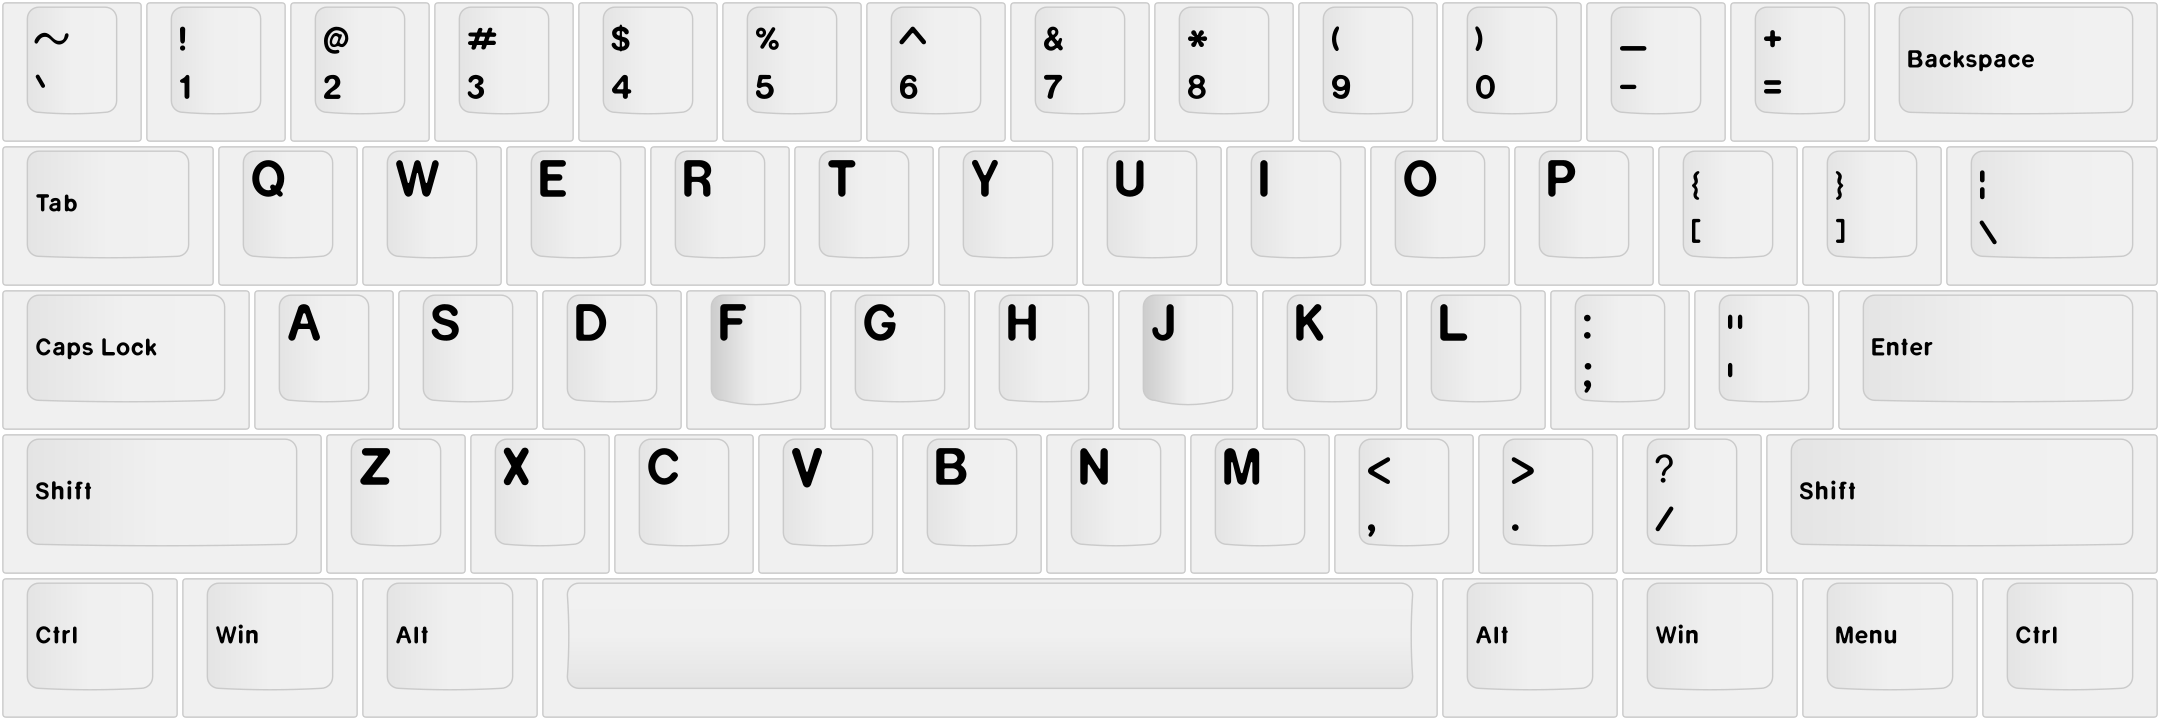 ~ ! @ # $ % ^ & * ( ) _ + Backspace
` 1 2 3 4 5 6 7 8 9 0 - =
Tab Q W E R T Y U I O P { } ¦
[ ] \
Caps Lock A S D F G H J K L : " Enter
; '
Shift Z X C V B N M < > ? Shift
, . /
Ctrl Win Alt Alt Win Menu Ctrl